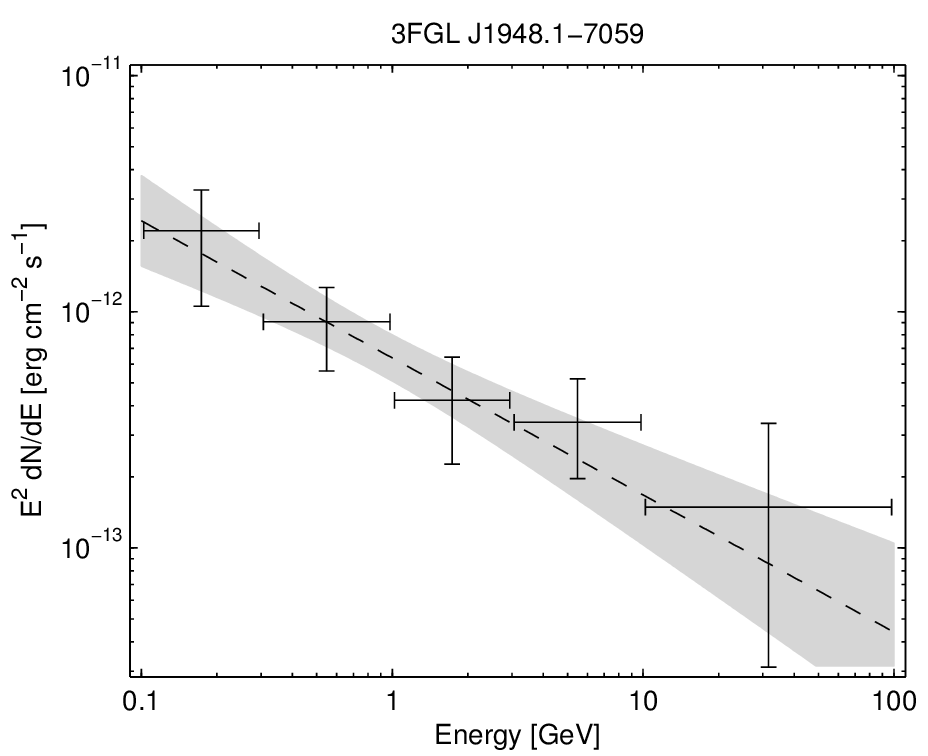 3FGL J1948.1−7059
10⁻¹¹
10⁻¹²
10⁻¹³
E² dN/dE [erg cm⁻² s⁻¹]
0.1 1 10 100
Energy [GeV]